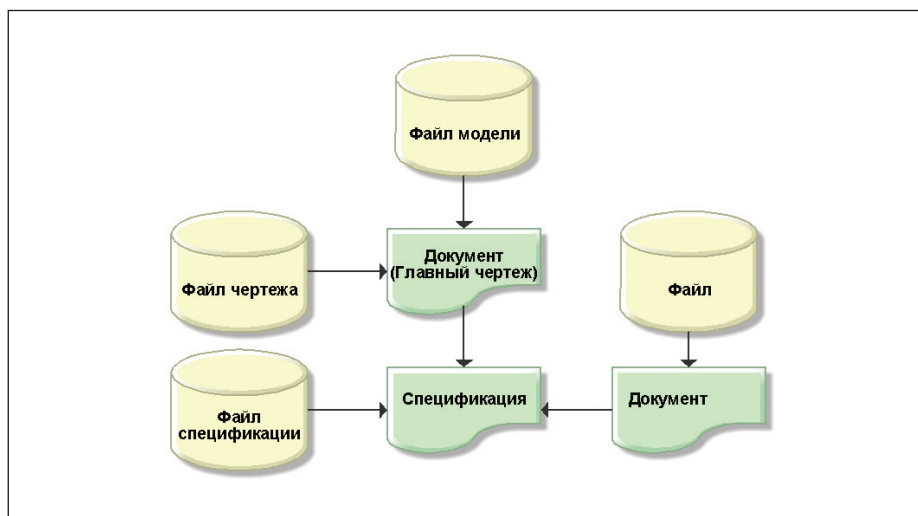 Файл модели
Документ
(Главный чертеж)
Файл чертежа
Файл
Файл
спецификации
Спецификация
Документ